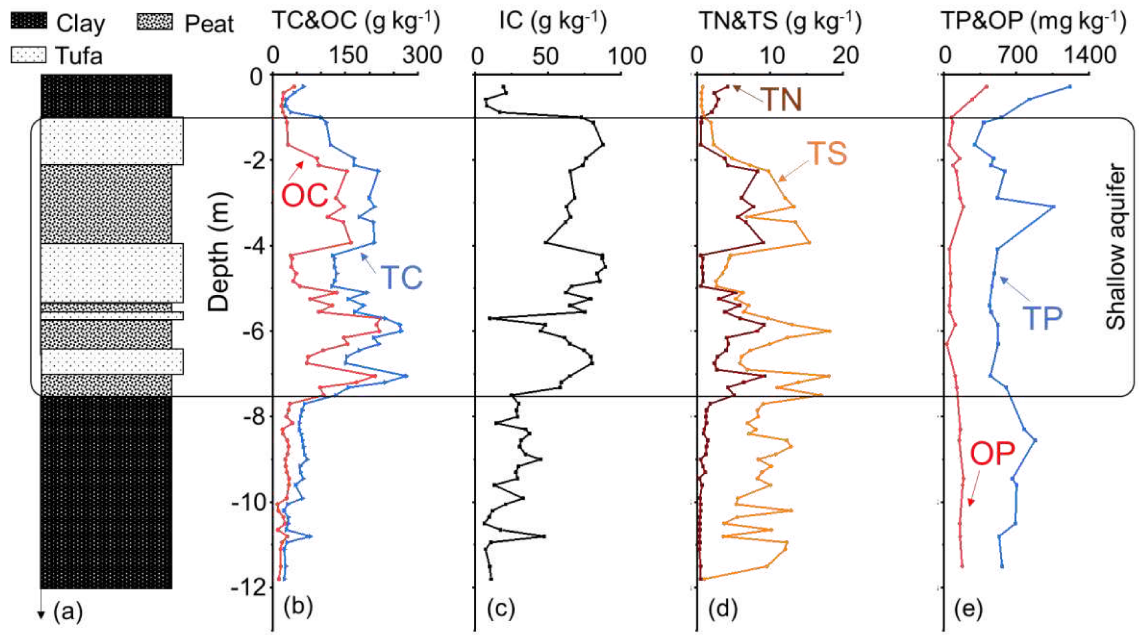 Clay Peat
Tufa
TC&OC (g kg⁻¹)
0 150 300
IC (g kg⁻¹)
0 50 100
TN&TS (g kg⁻¹)
0 10 20
TP&OP (mg kg⁻¹)
0 700 1400
Depth (m)
0
-2
-4
-6
-8
-10
-12
OC
TC
TN
TS
TP
OP
Shallow aquifer
(a)
(b)
(c)
(d)
(e)